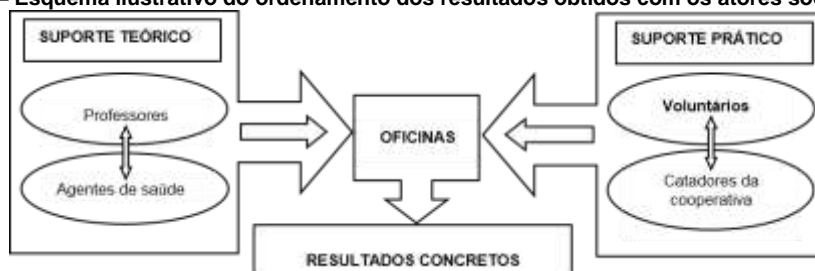 Esquema ilustrativo do ordenamento dos resultados obtidos com os atores
SUPORTE TEÓRICO
Professores
Agentes de saúde
OFICINAS
SUPORTE PRÁTICO
Voluntários
Catadores da
cooperativa
RESULTADOS CONCRETOS